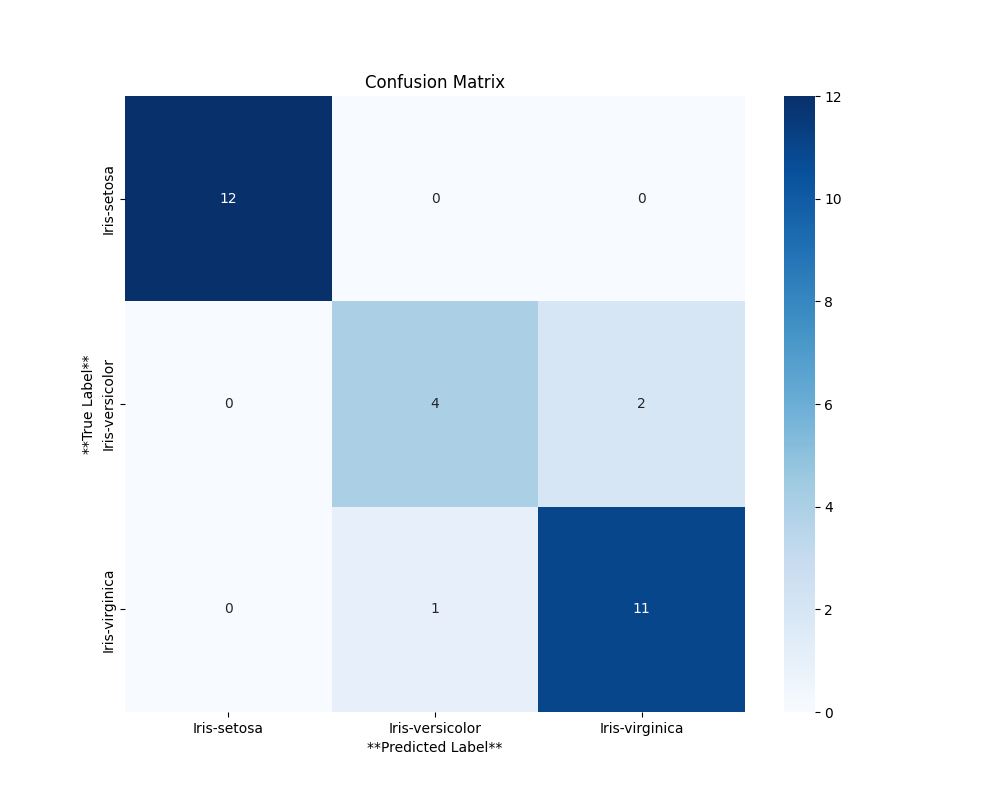 Confusion Matrix
12
Iris-setosa
12
0
0
10
8
**True Label**
Iris-versicolor
0
4
2
6
4
Iris-virginica
0
1
11
2
0
Iris-setosa
Iris-versicolor
Iris-virginica
**Predicted Label**